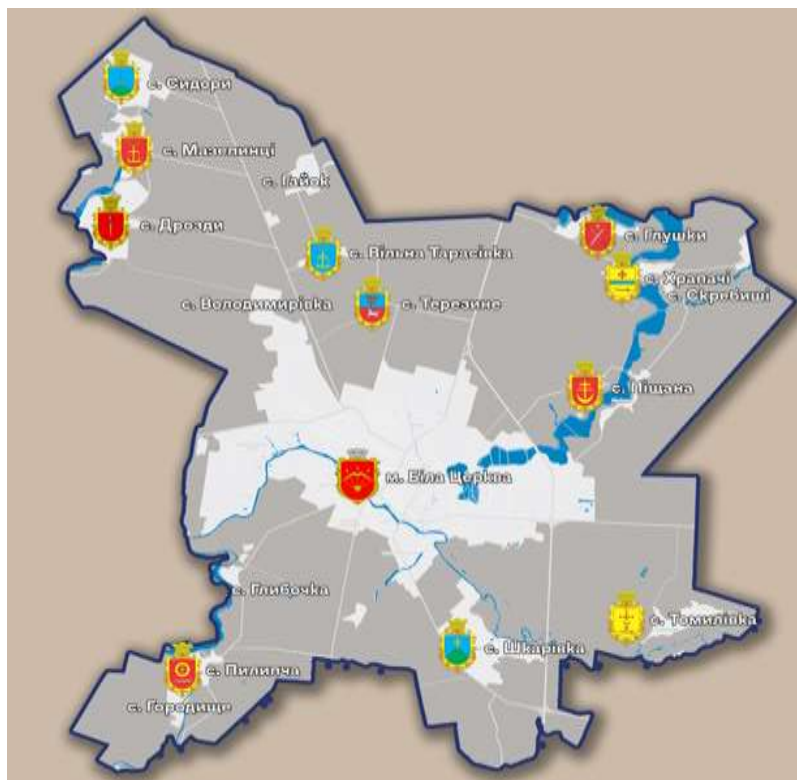 с. Сидори
с. Мазепинці
с. Гайок
с. Дрозди
с. Глушки
с. Вільна Тарасівка
с. Храпачі
с. Скребиші
с. Володимирівка
с. Терезине
с. Піщана
м. Біла Церква
с. Глибочка
с. Томилівка
с. Шкарівка
с. Пилипча
с. Городище